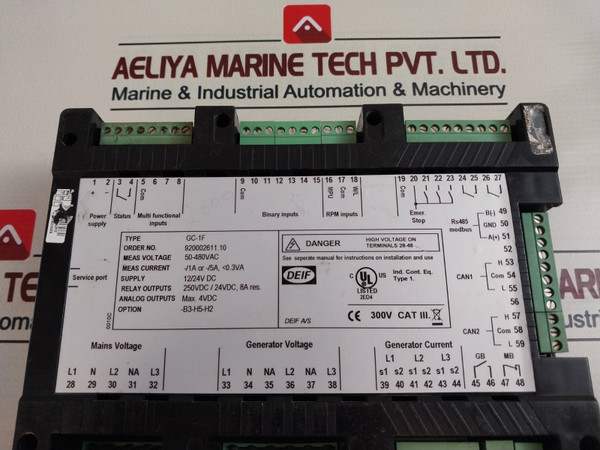 AELIYA MARINE TECH PVT. LTD.
Marine & Industrial Automation & Machinery
1 2 3 4 5 6 7 8
9 10 11 12 13 14 15 16 17 18
19 20 21 22 23 24 25 26 27
Com
Com
MPU Com W/L
Com
Power supply
Status
Multi functional inputs
Binary inputs
RPM inputs
Emer. Stop
Rs485 modbus
B(-) 49
GND 50
A(+) 51
52
H 53
CAN1 Com 54
L 55
56
H 57
CAN2 Com 58
L 59
Service port
TYPE GC-1F
ORDER NO. 920002611.10
MEAS VOLTAGE 50-480VAC
MEAS CURRENT -/1A or -/5A, <0.3VA
SUPPLY 12/24V DC
RELAY OUTPUTS 250VDC / 24VDC, 8A res.
ANALOG OUTPUTS Max. 4VDC
OPTION -B3-H5-H2
DANGER
HIGH VOLTAGE ON TERMINALS 28-48
See seperate manual for instructions on installation and use
DEIF
C UL US
LISTED
2ED4
Ind. Cont. Eq.
Type 1.
DEIF A/S
CE 300V CAT III.
Mains Voltage
L1 N L2 NA L3
28 29 30 31 32
Generator Voltage
L1 N L2 NA L3
33 34 35 36 37 38
Generator Current
L1 L2 L3
s1 s2 s1 s2 s1 s2
39 40 41 42 43 44
GB MB
45 46 47 48